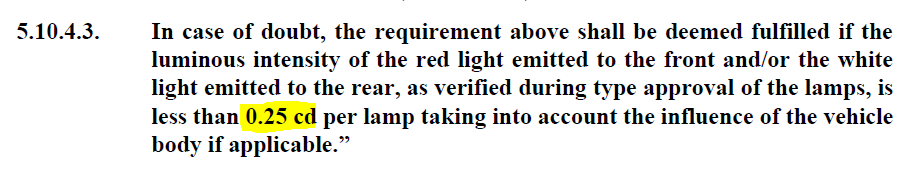 5.10.4.3. In case of doubt, the requirement above shall be deemed fulfilled if the
luminous intensity of the red light emitted to the front and/or the white
light emitted to the rear, as verified during type approval of the lamps, is
less than 0.25 cd per lamp taking into account the influence of the vehicle
body if applicable.”